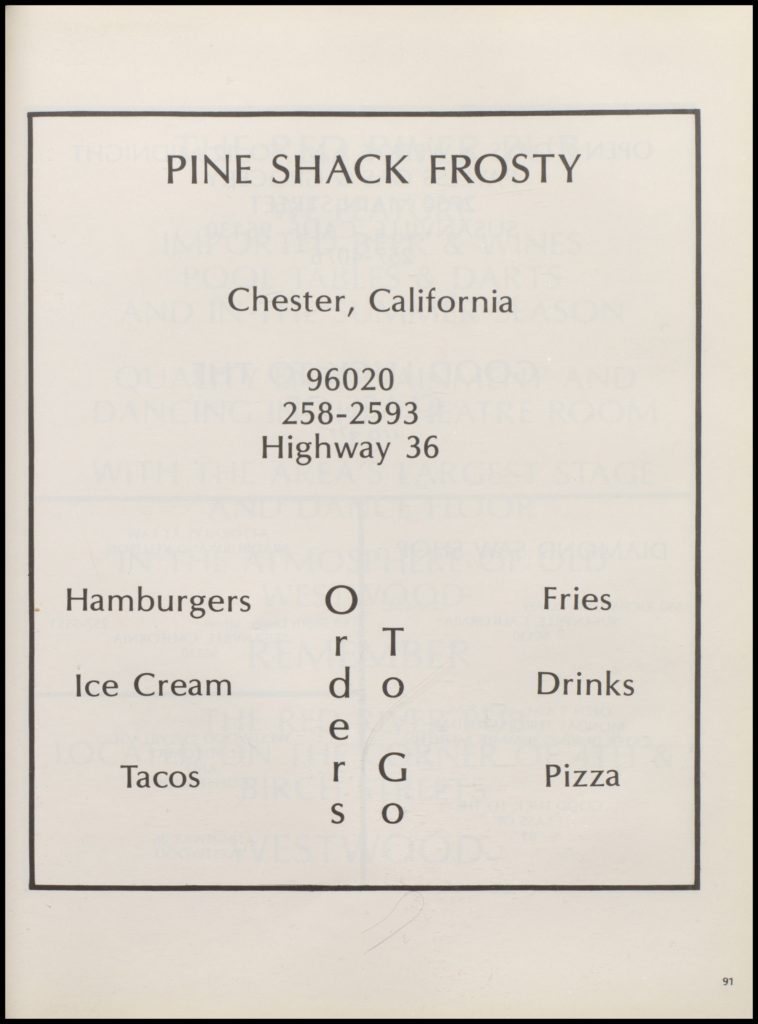 PINE SHACK FROSTY
Chester, California
96020
258-2593
Highway 36
Hamburgers
Ice Cream
Tacos
Orders
To Go
Fries
Drinks
Pizza
91